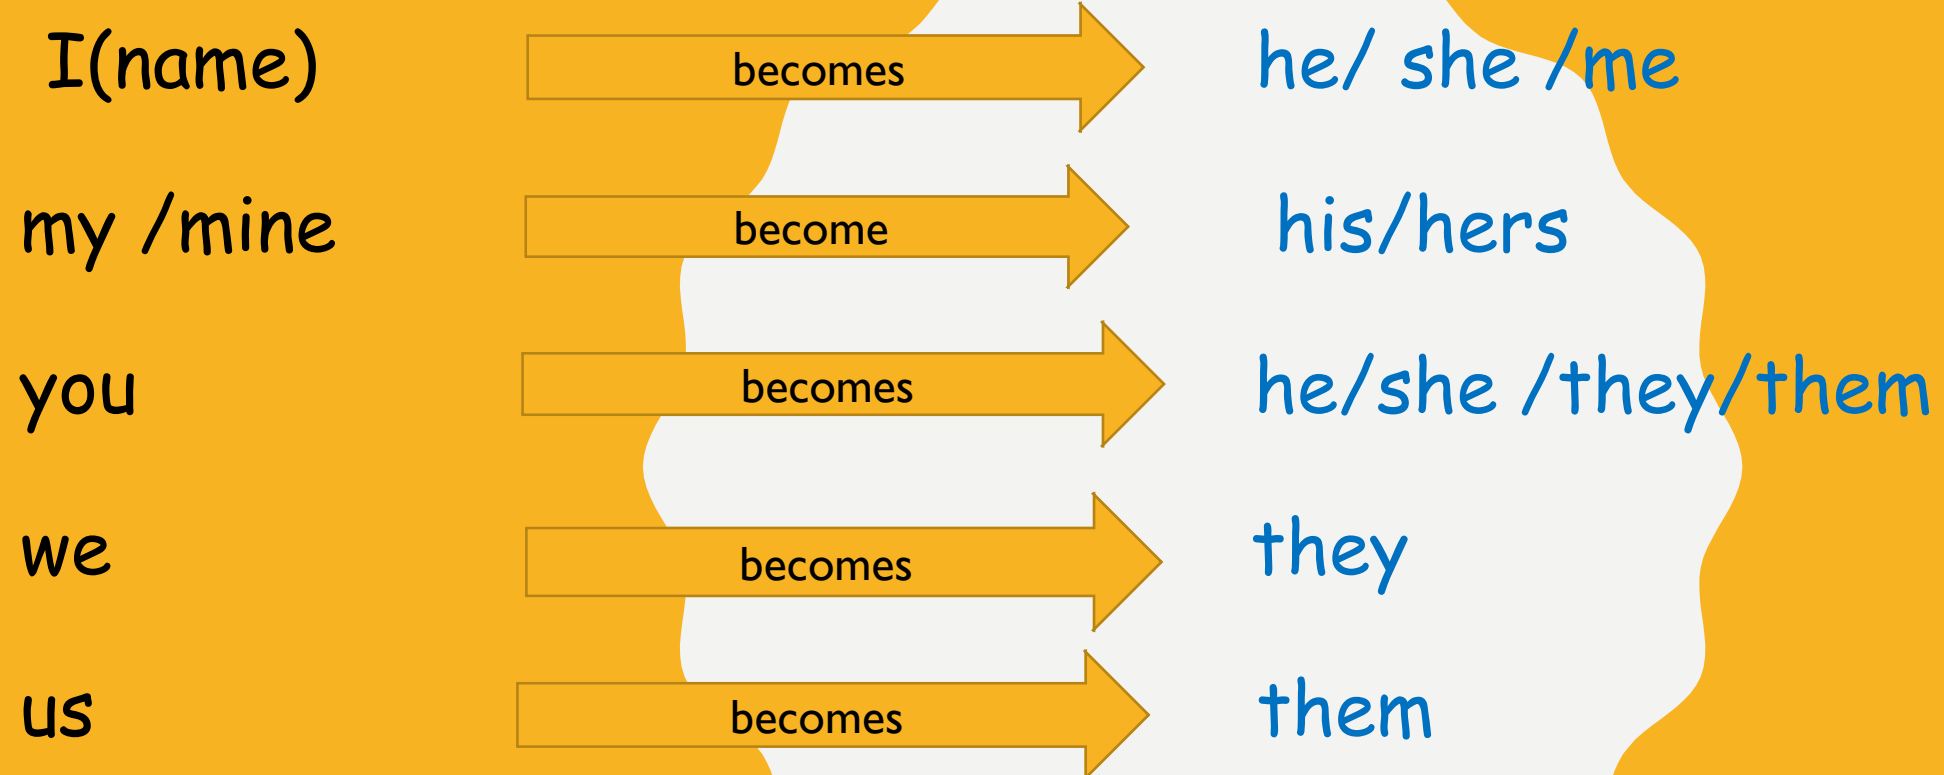 I(name) becomes he/ she /me
my /mine become his/hers
you becomes he/she /they/them
we becomes they
us becomes them